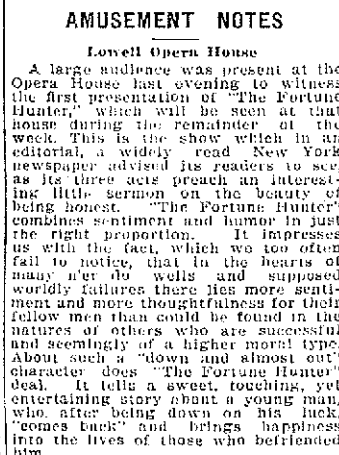 AMUSEMENT NOTES
Lowell Opera House
A large audience was present at the
Opera House last evening to witness
the first presentation of "The Fortune
Hunter," which will be seen at that
house during the remainder of the
week. This is the show which in an
editorial, a widely read New York
newspaper advised its readers to see,
as its three acts preach an interest-
ing little sermon on the beauty of
being honest. "The Fortune Hunter"
combines sentiment and humor in just
the right proportion. It impresses
us with the fact, which we too often
fail to notice, that in the hearts of
many n'er do wells and supposed
worldly failures there lies more senti-
ment and more thoughtfulness for their
fellow men than could be found in the
natures of others who are successful
and seemingly of a higher moral type.
About such a "down and almost out"
character does "The Fortune Hunter"
deal. It tells a sweet, touching, yet
entertaining story about a young man,
who, after being down on his luck,
"comes back" and brings happiness
into the lives of those who befriended
him.